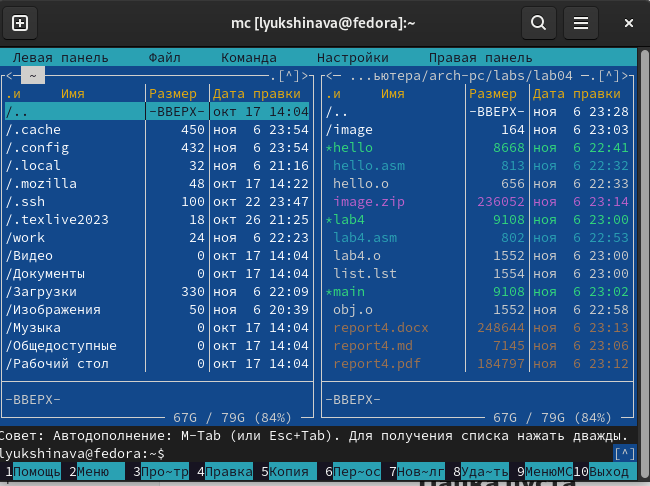 mc [lyukshinava@fedora]:~
Левая панель Файл Команда Настройки Правая панель
<— ~ —.[^]>
.и Имя Размер Дата правки
/.. -ВВЕРХ- окт 17 14:04
/.cache 450 ноя 6 23:54
/.config 432 ноя 6 23:54
/.local 32 ноя 6 21:16
/.mozilla 48 окт 17 14:22
/.ssh 100 окт 22 23:47
/.texlive2023 18 окт 26 21:25
/work 24 ноя 6 22:23
/Видео 0 окт 17 14:04
/Документы 0 окт 17 14:04
/Загрузки 330 ноя 6 22:09
/Изображения 50 ноя 6 20:39
/Музыка 0 окт 17 14:04
/Общедоступные 0 окт 17 14:04
/Рабочий стол 0 окт 17 14:04
-ВВЕРХ-
67G / 79G (84%)
<— ...ьютера/arch-pc/labs/lab04 —.[^]>
.и Имя Размер Дата правки
/.. -ВВЕРХ- ноя 6 23:28
/image 164 ноя 6 23:03
*hello 8668 ноя 6 22:41
hello.asm 813 ноя 6 22:32
hello.o 656 ноя 6 22:33
image.zip 236052 ноя 6 23:14
*lab4 9108 ноя 6 23:00
lab4.asm 802 ноя 6 22:53
lab4.o 1552 ноя 6 23:00
list.lst 1554 ноя 6 23:00
*main 9108 ноя 6 23:02
obj.o 1552 ноя 6 22:58
report4.docx 248644 ноя 6 23:13
report4.md 7145 ноя 6 23:06
report4.pdf 184797 ноя 6 23:12
-ВВЕРХ-
67G / 79G (84%)
Совет: Автодополнение: M-Tab (или Esc+Tab). Для получения списка нажать дважды.
lyukshinava@fedora:~$ [^]
1Помощь 2Меню 3Про~тр 4Правка 5Копия 6Пер~ос 7Нов~лг 8Уда~ть 9МенюМС 10Выход